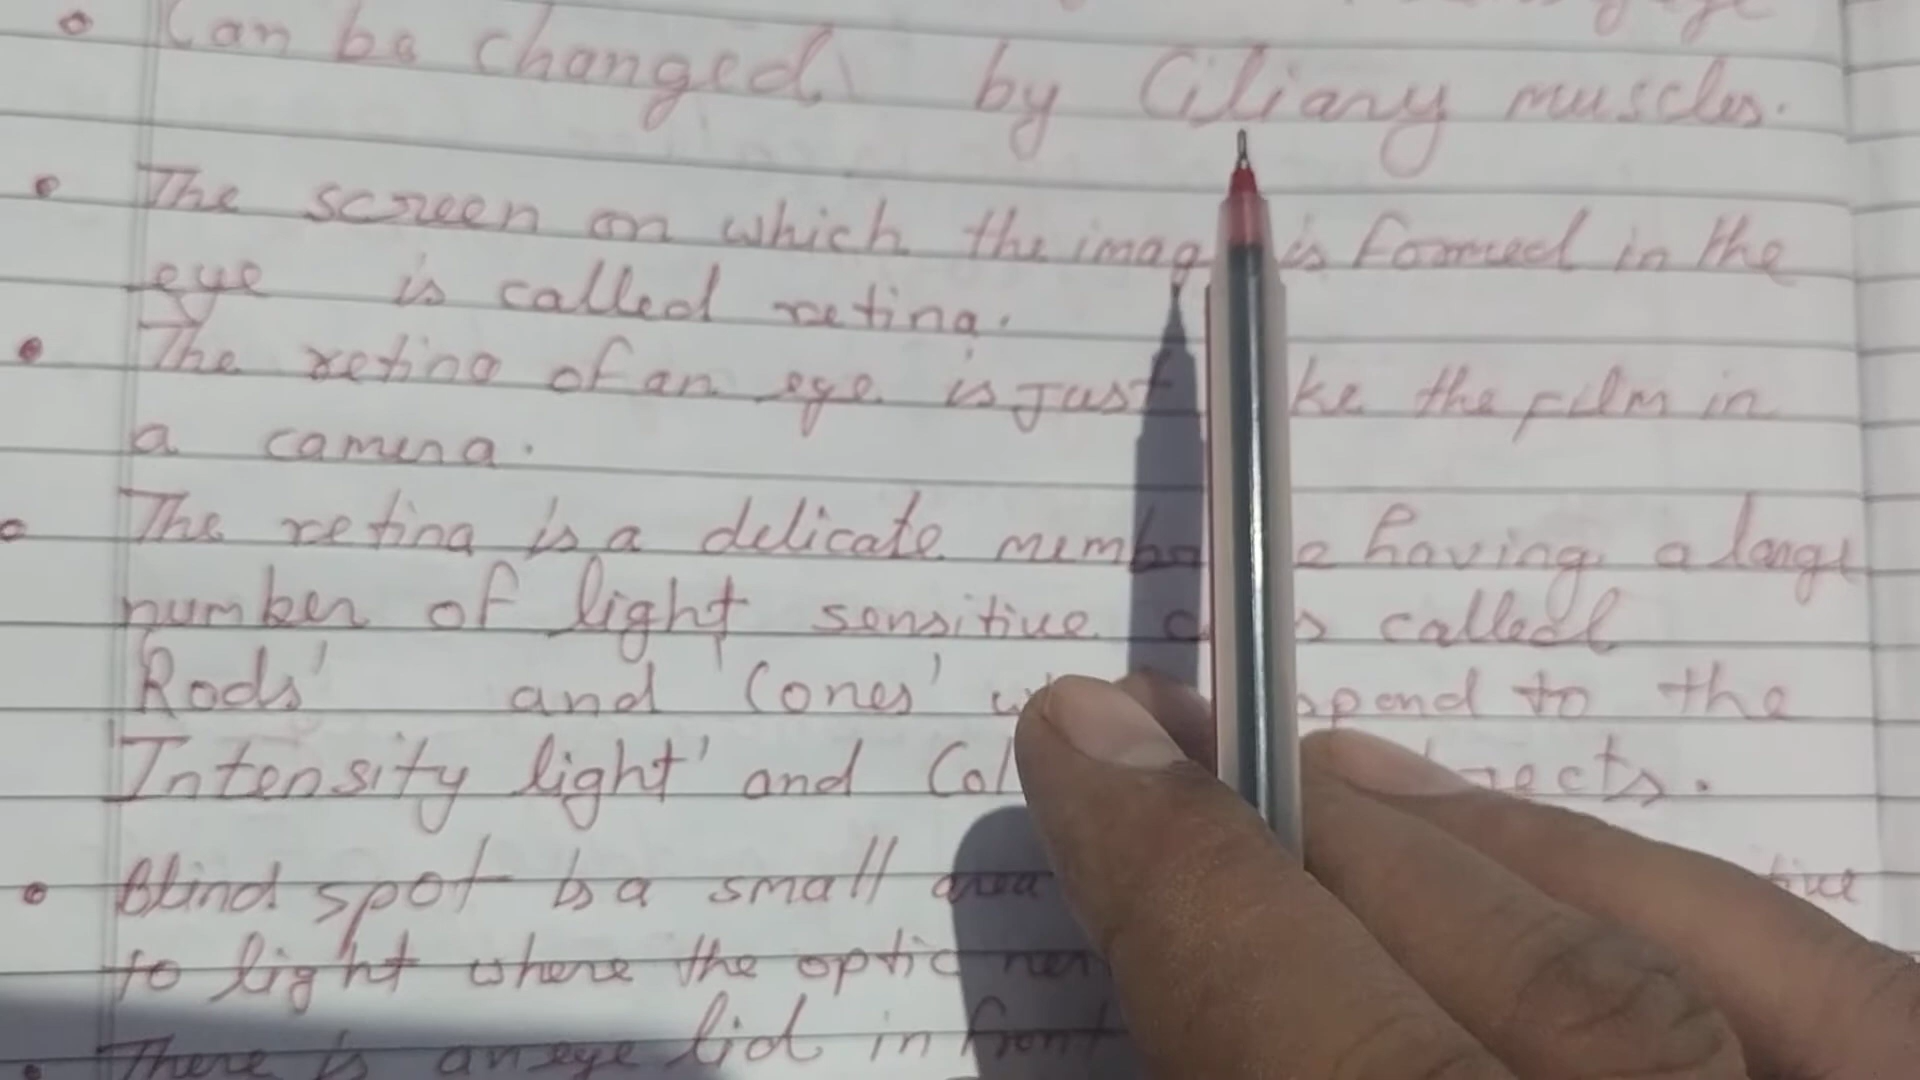 Can be changed by Ciliary muscles.
The screen on which the imag is formed in the
eye is called retina.
The retina of an eye is Just ke the film in
a camera.
The retina is a delicate having a large
number of light sensitive called
Rods' and 'Cones' to the
Intensity light' and
Blind spot is a small area
to light where the optic
There is an eye lid in front